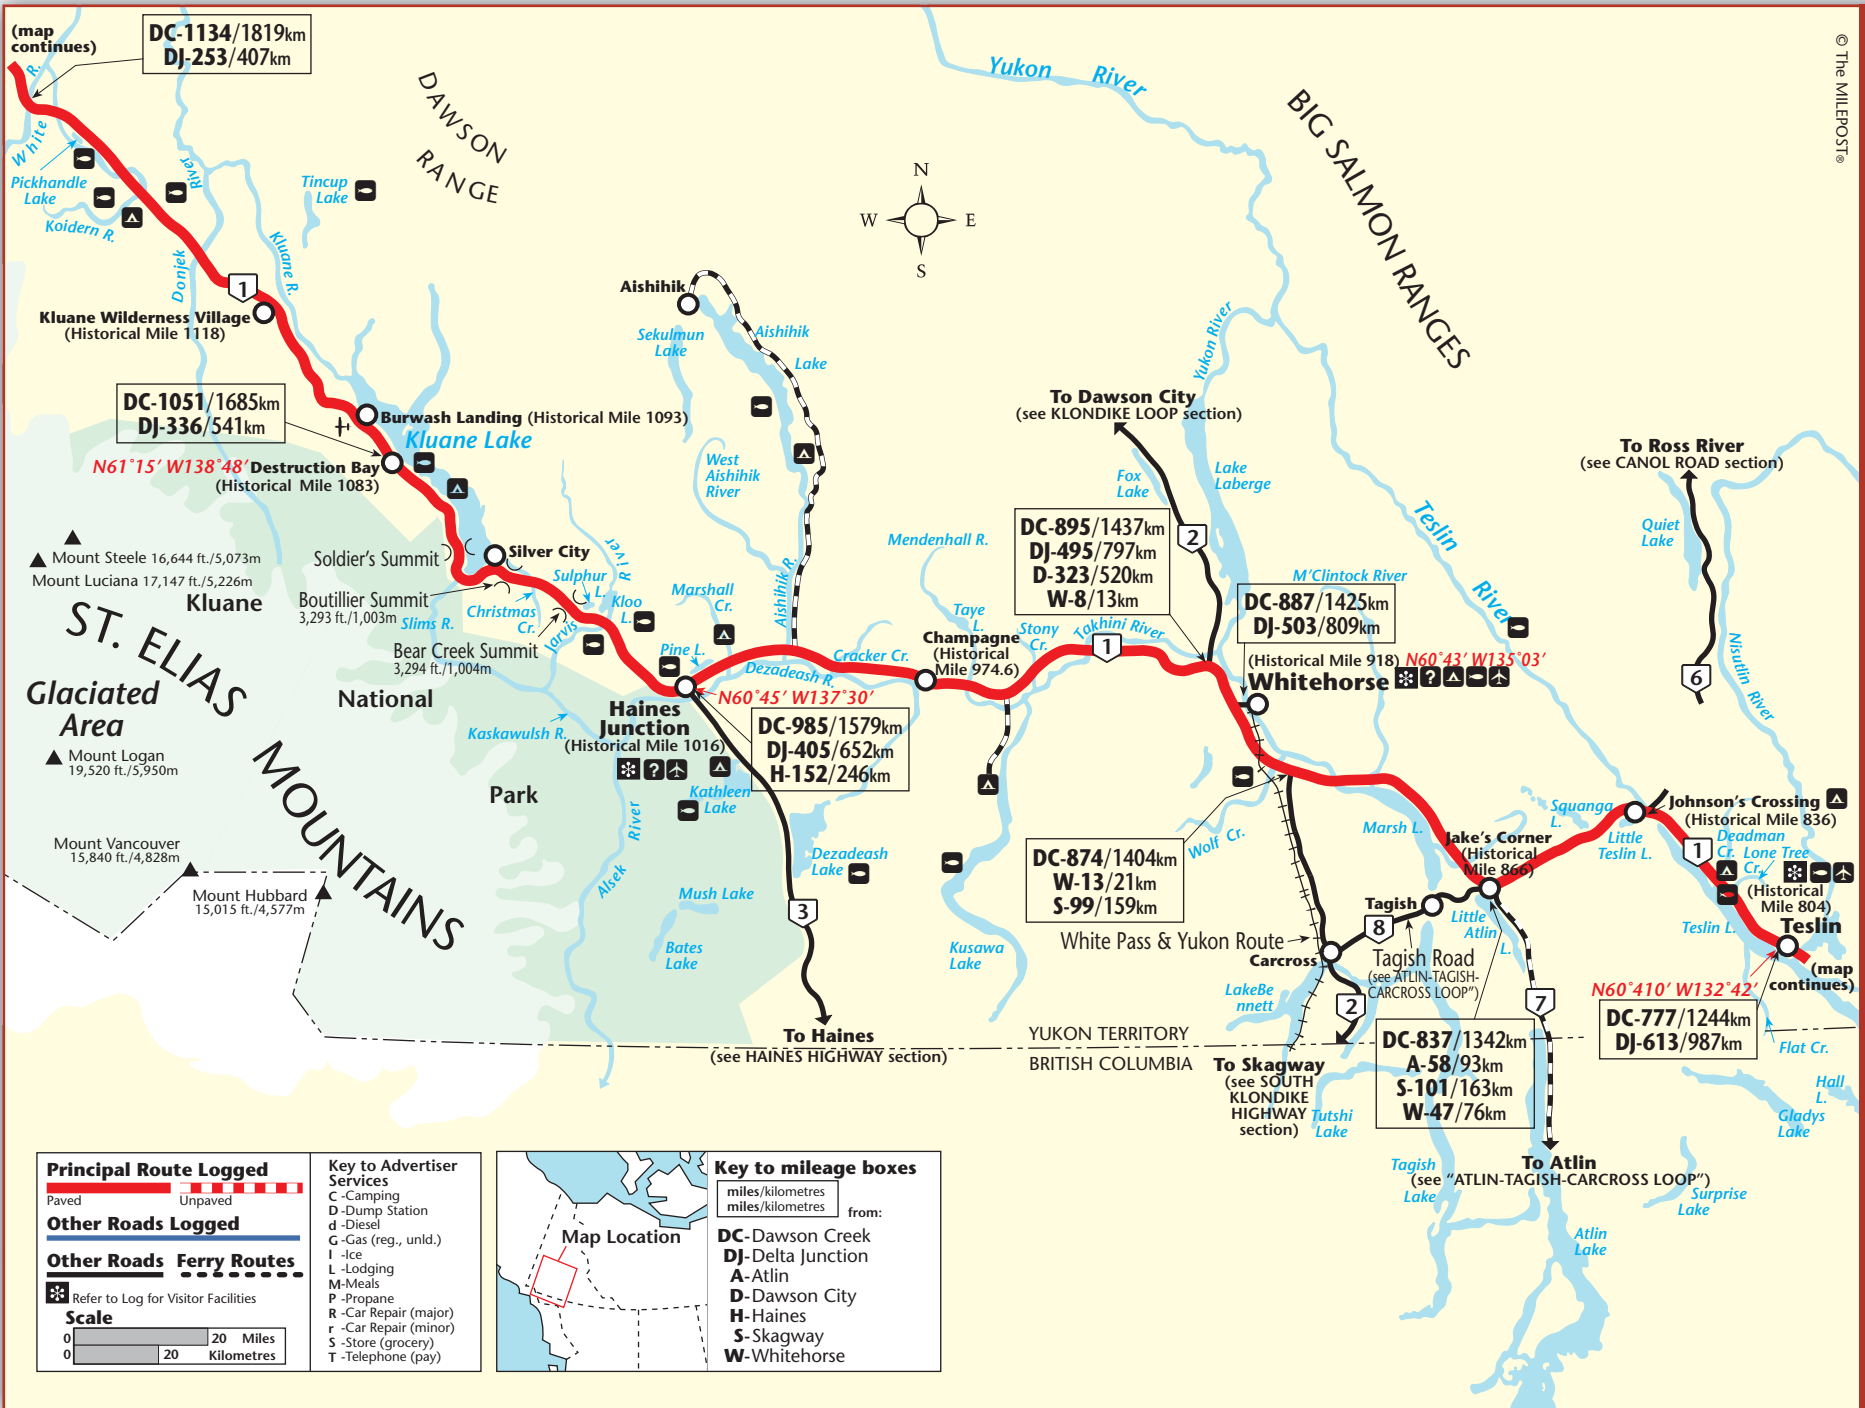 (map
continues)
DC-1134/1819km
DJ-253/407km
© The MILEPOST®
White
R.
Pickhandle
Lake
Koidern R.
River
Donjek
Kluane R.
Tincup
Lake
DAWSON
RANGE
Yukon River
BIG SALMON RANGES
N
W E
S
1
Kluane Wilderness Village
(Historical Mile 1118)
Aishihik
Sekulmun
Lake
Aishihik
Lake
Yukon River
DC-1051/1685km
DJ-336/541km
Burwash Landing (Historical Mile 1093)
Kluane Lake
N61°15′ W138°48′ Destruction Bay
(Historical Mile 1083)
West
Aishihik
River
To Dawson City
(see KLONDIKE LOOP section)
Fox
Lake
Lake
Laberge
To Ross River
(see CANOL ROAD section)
Quiet
Lake
Teslin
River
Nisutlin River
6
2
Mount Steele 16,644 ft./5,073m
Mount Luciana 17,147 ft./5,226m
Kluane
ST. ELIAS
MOUNTAINS
Glaciated
Area
Mount Logan
19,520 ft./5,950m
Mount Vancouver
15,840 ft./4,828m
Mount Hubbard
15,015 ft./4,577m
National
Park
Soldier's Summit
Silver City
Boutillier Summit
3,293 ft./1,003m
Slims R.
Christmas
Cr.
Sulphur
L.
River
Jarvis
Kloo
L.
Bear Creek Summit
3,294 ft./1,004m
Marshall
Cr.
Pine L.
Aishihik R.
Mendenhall R.
Dezadeash R.
Cracker Cr.
Taye
L.
Champagne
(Historical
Mile 974.6)
Stony
Cr.
Takhini River
1
DC-895/1437km
DJ-495/797km
D-323/520km
W-8/13km
M'Clintock River
DC-887/1425km
DJ-503/809km
(Historical Mile 918) N60°43′ W135°03′
Whitehorse
?
N60°45′ W137°30′
Haines
Junction
(Historical Mile 1016)
?
DC-985/1579km
DJ-405/652km
H-152/246km
Kaskawulsh R.
Kathleen
Lake
River
Alsek
Dezadeash
Lake
Mush Lake
Bates
Lake
3
Kusawa
Lake
To Haines
(see HAINES HIGHWAY section)
DC-874/1404km
W-13/21km
S-99/159km
Wolf Cr.
Marsh L.
White Pass & Yukon Route
Carcross
Tagish
8
Tagish Road
(see ATLIN-TAGISH-
CARCROSS LOOP")
Jake's Corner
(Historical
Mile 866)
Little
Atlin
L.
Squanga
L.
Little
Teslin L.
Johnson's Crossing
(Historical Mile 836)
Deadman
Cr.
Lone Tree
Cr.
1
(Historical
Mile 804)
Teslin
Teslin L.
(map
continues)
N60°410′ W132°42′
DC-777/1244km
DJ-613/987km
Flat Cr.
Hall
L.
Gladys
Lake
LakeBe
nnett
2
7
YUKON TERRITORY
BRITISH COLUMBIA
To Skagway
(see SOUTH
KLONDIKE
HIGHWAY
section)
Tutshi
Lake
DC-837/1342km
A-58/93km
S-101/163km
W-47/76km
Tagish
Lake
To Atlin
(see "ATLIN-TAGISH-CARCROSS LOOP")
Surprise
Lake
Atlin
Lake
Principal Route Logged
Paved Unpaved
Other Roads Logged
Other Roads Ferry Routes
Refer to Log for Visitor Facilities
Scale
0 20 Miles
0 20 Kilometres
Key to Advertiser
Services
C -Camping
D -Dump Station
d -Diesel
G -Gas (reg., unld.)
I -Ice
L -Lodging
M-Meals
P -Propane
R -Car Repair (major)
r -Car Repair (minor)
S -Store (grocery)
T -Telephone (pay)
Map Location
Key to mileage boxes
miles/kilometres
miles/kilometres
from:
DC-Dawson Creek
DJ-Delta Junction
A-Atlin
D-Dawson City
H-Haines
S-Skagway
W-Whitehorse